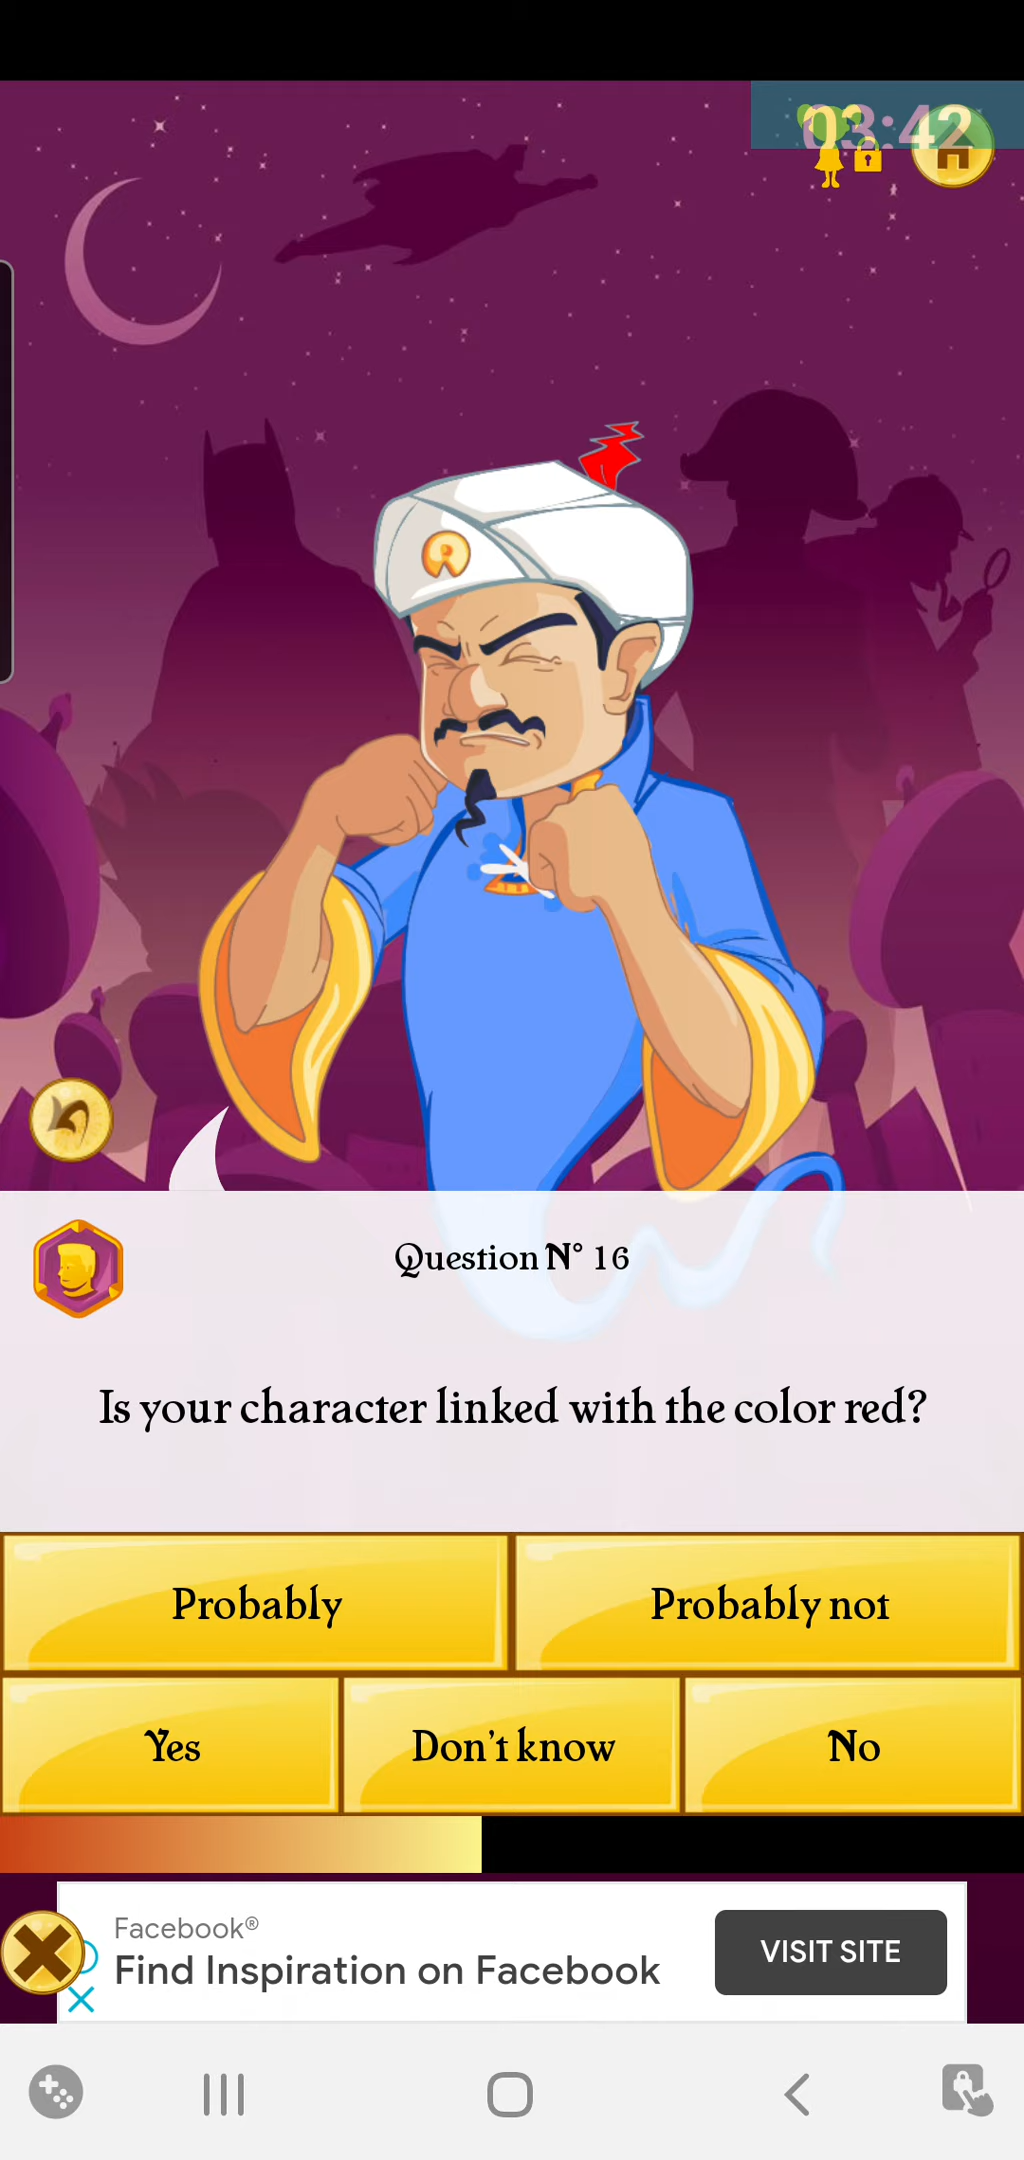 03:42
Question N° 16
Is your character linked with the color red?
Probably
Probably not
Yes
Don't know
No
Facebook®
Find Inspiration on Facebook
VISIT SITE